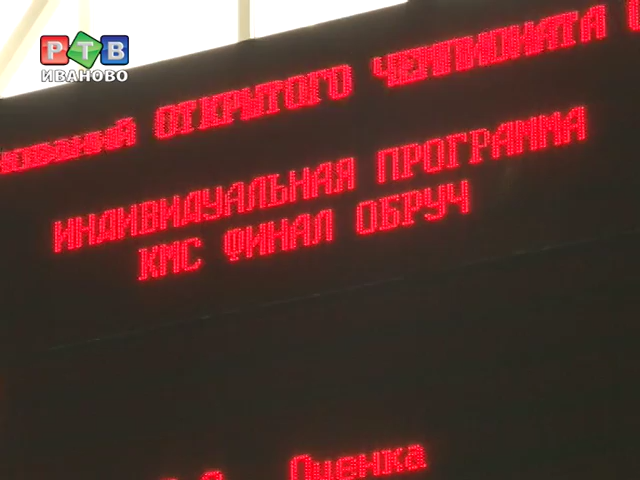 РТВ
ИВАНОВО
ОТКРЫТОГО ЧЕМПИОНАТА
ИНДИВИДУАЛЬНАЯ ПРОГРАММА
КМС ФИНАЛ ОБРУЧ
Оценка